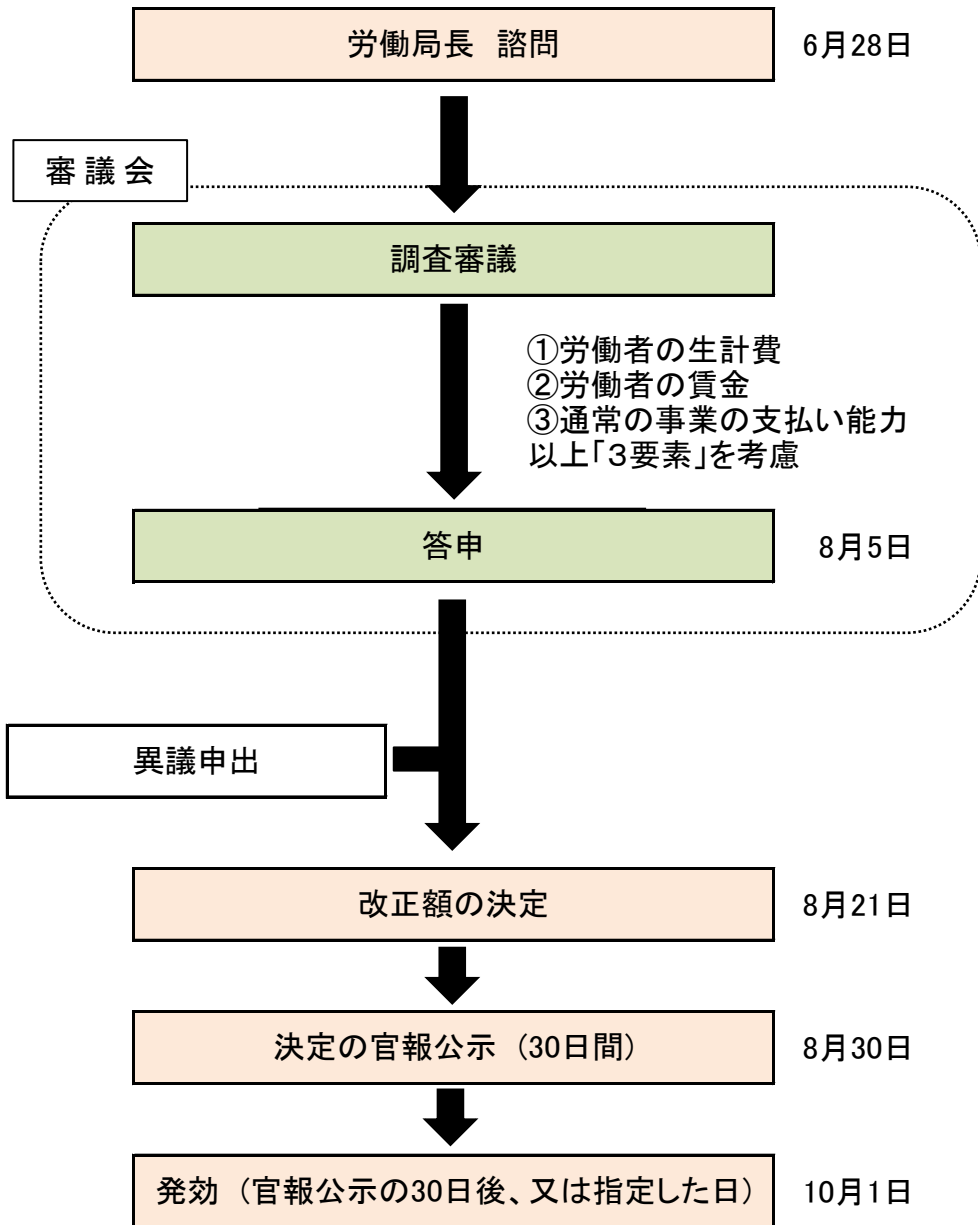 労働局長 諮問
6月28日
審議会
調査審議
①労働者の生計費
②労働者の賃金
③通常の事業の支払い能力
以上「3要素」を考慮
答申
8月5日
異議申出
改正額の決定
8月21日
決定の官報公示（30日間）
8月30日
発効（官報公示の30日後、又は指定した日）
10月1日